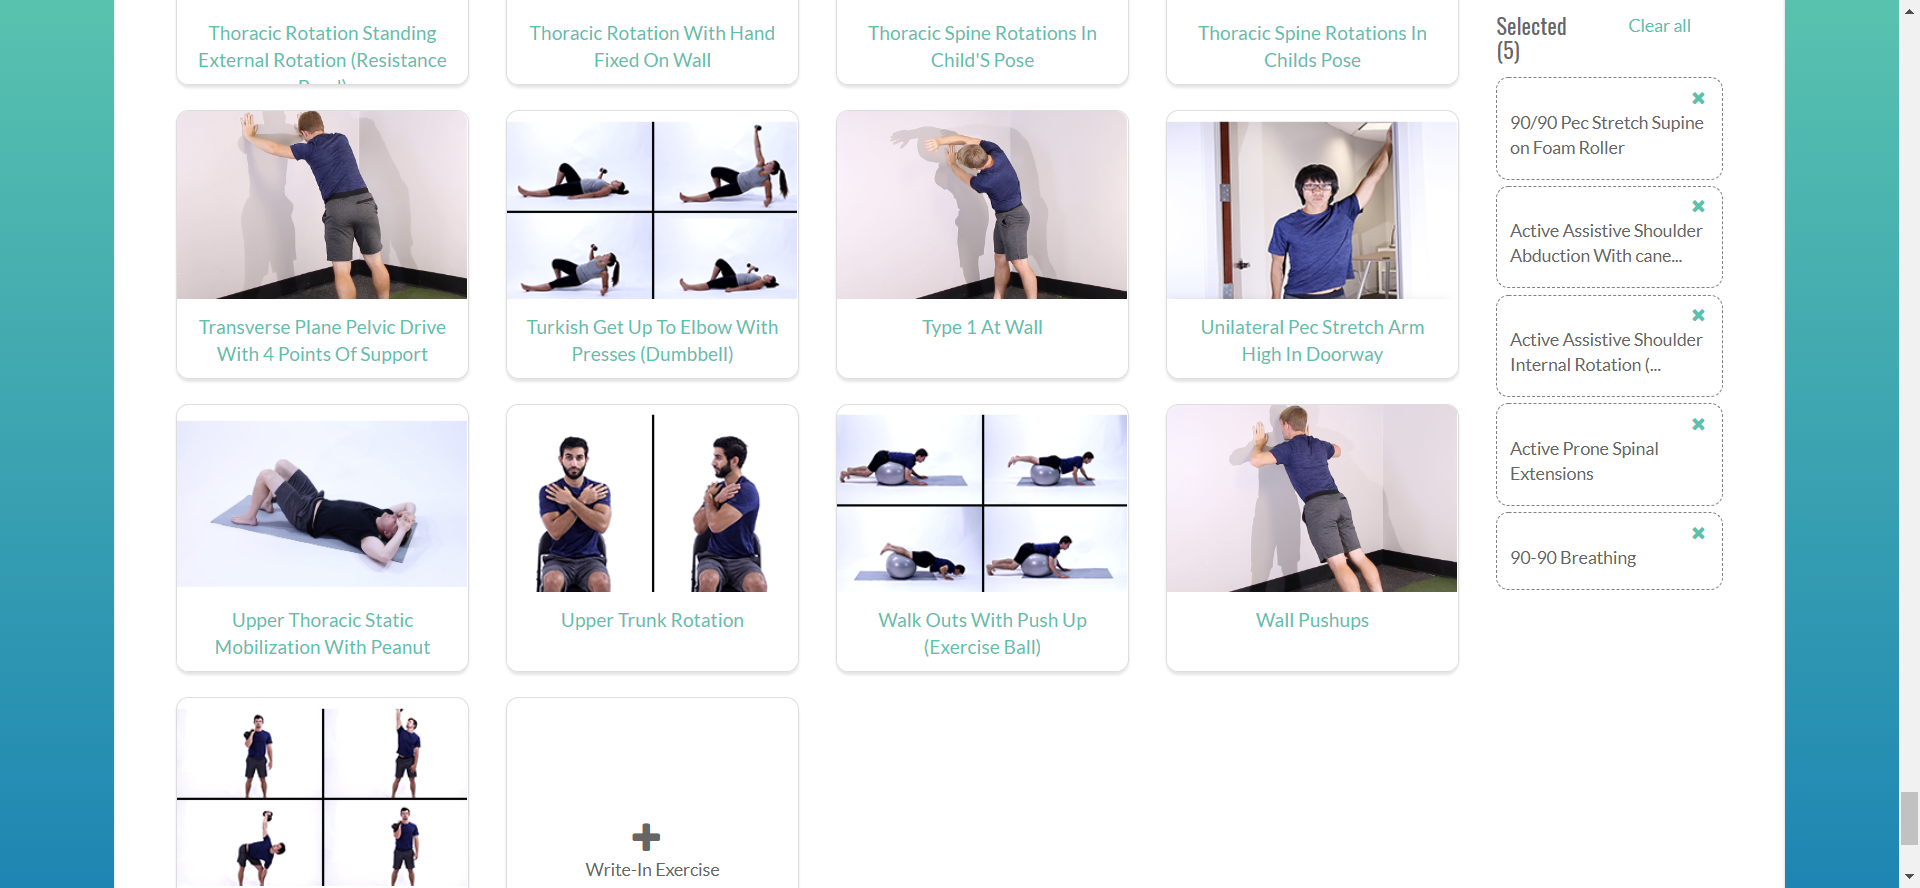 Thoracic Rotation Standing
External Rotation (Resistance
Thoracic Rotation With Hand
Fixed On Wall
Thoracic Spine Rotations In
Child'S Pose
Thoracic Spine Rotations In
Childs Pose
Transverse Plane Pelvic Drive
With 4 Points Of Support
Turkish Get Up To Elbow With
Presses (Dumbbell)
Type 1 At Wall
Unilateral Pec Stretch Arm
High In Doorway
Upper Thoracic Static
Mobilization With Peanut
Upper Trunk Rotation
Walk Outs With Push Up
(Exercise Ball)
Wall Pushups
Write-In Exercise
Selected
(5)
Clear all
90/90 Pec Stretch Supine
on Foam Roller
Active Assistive Shoulder
Abduction With cane...
Active Assistive Shoulder
Internal Rotation (...
Active Prone Spinal
Extensions
90-90 Breathing